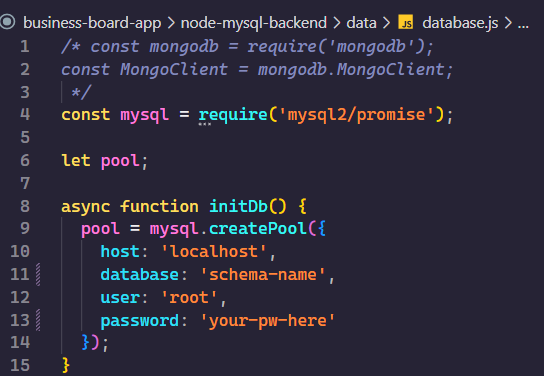 business-board-app > node-mysql-backend > data > JS database.js > ...
1 /* const mongodb = require('mongodb');
2 const MongoClient = mongodb.MongoClient;
3 */
4 const mysql = require('mysql2/promise');
5
6 let pool;
7
8 async function initDb() {
9 pool = mysql.createPool({
10 host: 'localhost',
11 database: 'schema-name',
12 user: 'root',
13 password: 'your-pw-here'
14 });
15 }